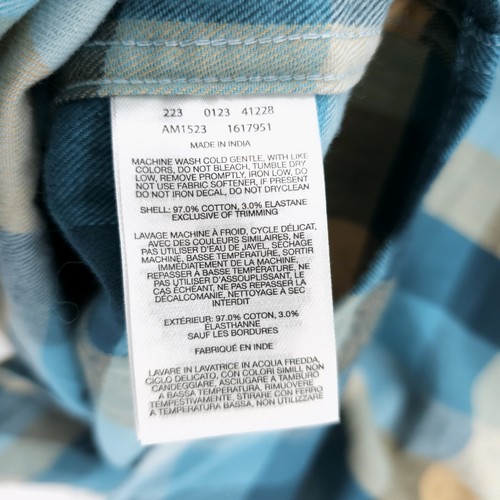 223 0123 41228
AM1523 1617951
MADE IN INDIA
MACHINE WASH COLD GENTLE, WITH LIKE
COLORS, DO NOT BLEACH, TUMBLE DRY
LOW, REMOVE PROMPTLY, IRON LOW, DO
NOT USE FABRIC SOFTENER, IF PRESENT
DO NOT IRON DECAL, DO NOT DRYCLEAN
SHELL: 97.0% COTTON, 3.0% ELASTANE
EXCLUSIVE OF TRIMMING
LAVAGE MACHINE À FROID, CYCLE DÉLICAT,
AVEC DES COULEURS SIMILAIRES, NE
PAS UTILISER D'EAU DE JAVEL, SÉCHAGE
MACHINE, BASSE TEMPÉRATURE, SORTIR
IMMÉDIATEMENT DE LA MACHINE,
REPASSER À BASSE TEMPÉRATURE, NE
PAS UTILISER D'ASSOUPLISSANT, LE
CAS ÉCHÉANT, NE PAS REPASSER LA
DÉCALCOMANIE, NETTOYAGE À SEC
INTERDIT
EXTÉRIEUR: 97.0% COTON, 3.0%
ÉLASTHANNE
SAUF LES BORDURES
FABRIQUÉ EN INDE
LAVARE IN LAVATRICE IN ACQUA FREDDA,
CICLO DELICATO, CON COLORI SIMILI, NON
CANDEGGIARE, ASCIUGARE A TAMBURO
A BASSA TEMPERATURA, RIMUOVERE
TEMPESTIVAMENTE, STIRARE CON FERRO
A TEMPERATURA BASSA, NON UTILIZZARE